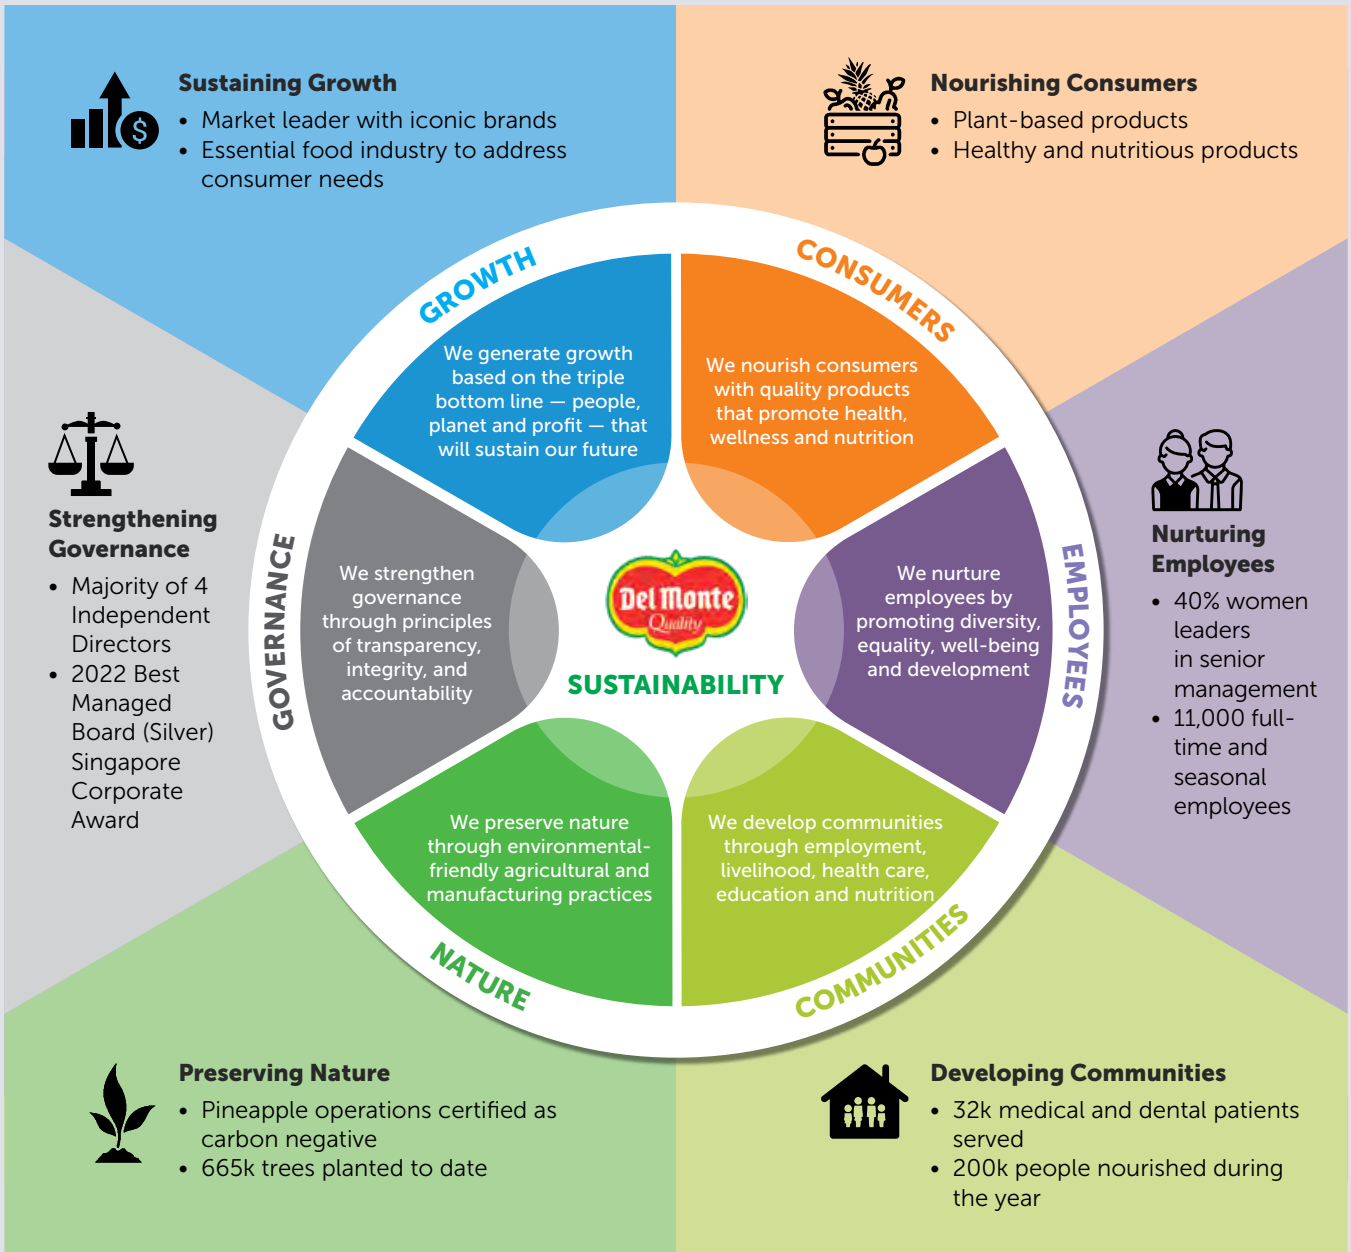 Sustaining Growth
• Market leader with iconic brands
• Essential food industry to address
consumer needs
Nourishing Consumers
• Plant-based products
• Healthy and nutritious products
GROWTH
We generate growth
based on the triple
bottom line — people,
planet and profit — that
will sustain our future
CONSUMERS
We nourish consumers
with quality products
that promote health,
wellness and nutrition
Strengthening
Governance
• Majority of 4
Independent
Directors
• 2022 Best
Managed
Board (Silver)
Singapore
Corporate
Award
GOVERNANCE
We strengthen
governance
through principles
of transparency,
integrity, and
accountability
Del Monte
Quality
SUSTAINABILITY
We nurture
employees by
promoting diversity,
equality, well-being
and development
EMPLOYEES
Nurturing
Employees
• 40% women
leaders
in senior
management
• 11,000 full-
time and
seasonal
employees
We preserve nature
through environmental-
friendly agricultural and
manufacturing practices
NATURE
We develop communities
through employment,
livelihood, health care,
education and nutrition
COMMUNITIES
Preserving Nature
• Pineapple operations certified as
carbon negative
• 665k trees planted to date
Developing Communities
• 32k medical and dental patients
served
• 200k people nourished during
the year